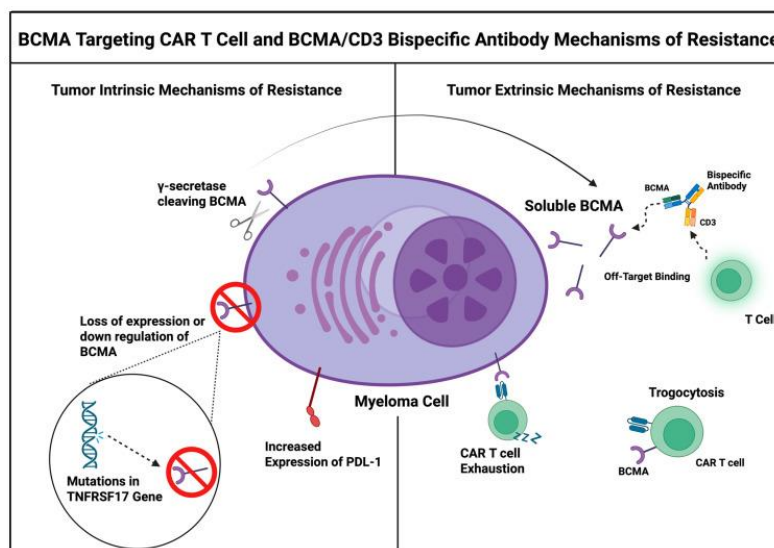 BCMA Targeting CAR T Cell and BCMA/CD3 Bispecific Antibody Mechanisms of Resistance
Tumor Intrinsic Mechanisms of Resistance
Tumor Extrinsic Mechanisms of Resistance
γ-secretase
cleaving BCMA
Soluble BCMA
BCMA
Bispecific
Antibody
CD3
Off-Target Binding
T Cell
Loss of expression or
down regulation of
BCMA
Mutations in
TNFRSF17 Gene
Increased
Expression of PDL-1
Myeloma Cell
zzz
CAR T cell
Exhaustion
Trogocytosis
BCMA
CAR T cell